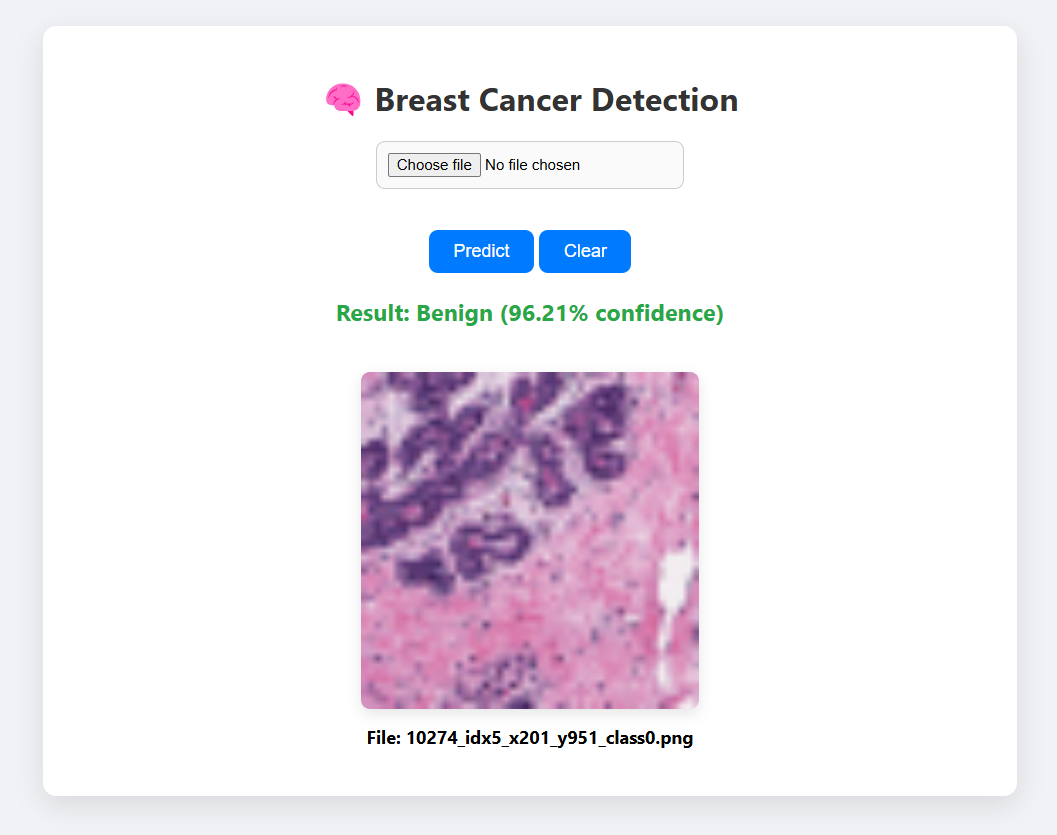 Breast Cancer Detection
Choose file No file chosen
Predict Clear
Result: Benign (96.21% confidence)
File: 10274_idx5_x201_y951_class0.png